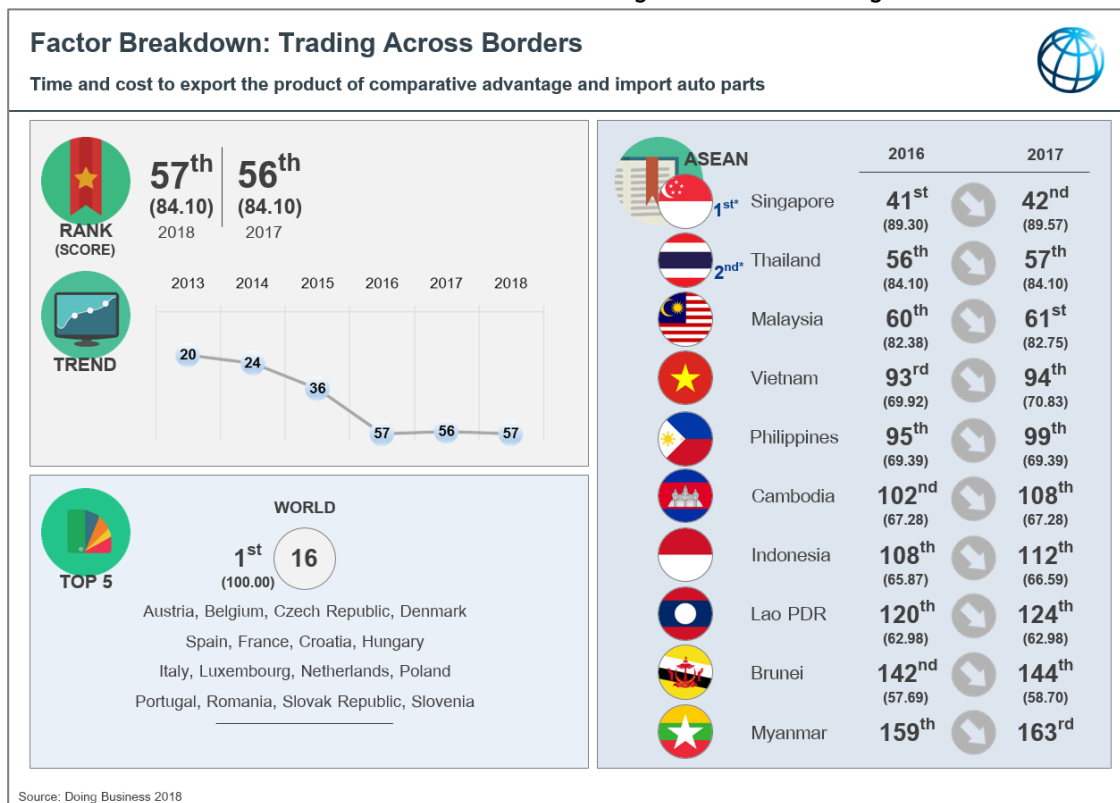 Factor Breakdown: Trading Across Borders
Time and cost to export the product of comparative advantage and import auto parts
RANK
(SCORE)
57th 56th
(84.10) (84.10)
2018 2017
TREND
2013 2014 2015 2016 2017 2018
20 24 36 57 56 57
TOP 5
WORLD
1st 16
(100.00)
Austria, Belgium, Czech Republic, Denmark
Spain, France, Croatia, Hungary
Italy, Luxembourg, Netherlands, Poland
Portugal, Romania, Slovak Republic, Slovenia
ASEAN 2016 2017
1st* Singapore 41st 42nd
(89.30) (89.57)
2nd* Thailand 56th 57th
(84.10) (84.10)
Malaysia 60th 61st
(82.38) (82.75)
Vietnam 93rd 94th
(69.92) (70.83)
Philippines 95th 99th
(69.39) (69.39)
Cambodia 102nd 108th
(67.28) (67.28)
Indonesia 108th 112th
(65.87) (66.59)
Lao PDR 120th 124th
(62.98) (62.98)
Brunei 142nd 144th
(57.69) (58.70)
Myanmar 159th 163rd
Source: Doing Business 2018